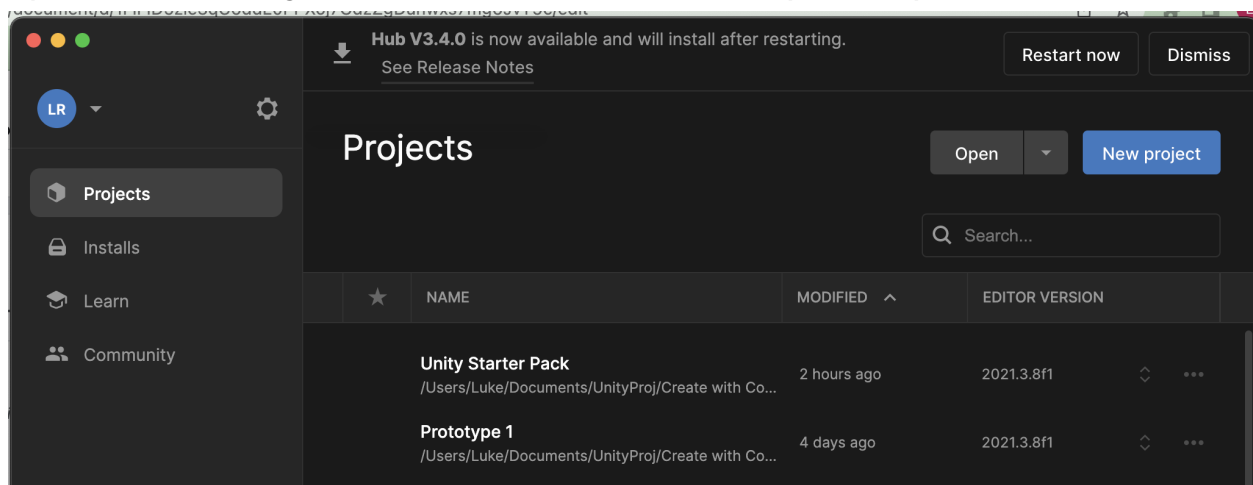 Hub V3.4.0 is now available and will install after restarting.
See Release Notes
Restart now
Dismiss
LR
Projects
Open
New project
Projects
Installs
Learn
Community
Search...
NAME
MODIFIED
EDITOR VERSION
Unity Starter Pack
/Users/Luke/Documents/UnityProj/Create with Co...
2 hours ago
2021.3.8f1
Prototype 1
/Users/Luke/Documents/UnityProj/Create with Co...
4 days ago
2021.3.8f1